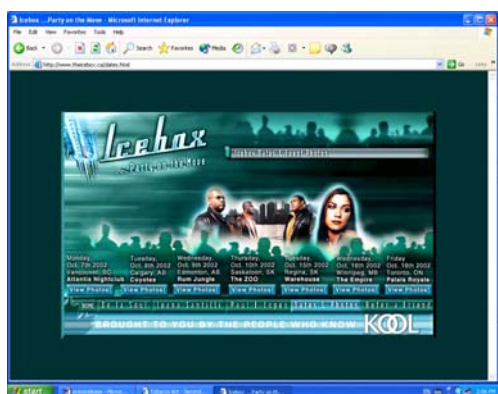 Icebox ...Party on the Move - Microsoft Internet Explorer
File Edit View Favorites Tools Help
Back Search Favorites Media
Address http://www.theicebox.ca/dates.html Go Links
Icebox
...Party on the Move
Icebox Dates & Event Photos
Monday, Tuesday, Wednesday, Thursday, Tuesday, Wednesday, Friday,
Oct. 7th 2002 Oct. 8th 2002 Oct. 9th 2002 Oct. 10th 2002 Oct. 15th 2002 Oct. 16th 2002 Oct. 18th 2002
Vancouver, BC Calgary, AB Edmonton, AB Saskatoon, SK Regina, SK Winnipeg, MB Toronto, ON
Atlantis Nightclub Coyotes Rum Jungle The ZOO Warehouse The Empire Palais Royale
View Photos! View Photos! View Photos! View Photos! View Photos! View Photos! View Photos!
BROUGHT TO YOU BY THE PEOPLE WHO KNOW KOOL
start